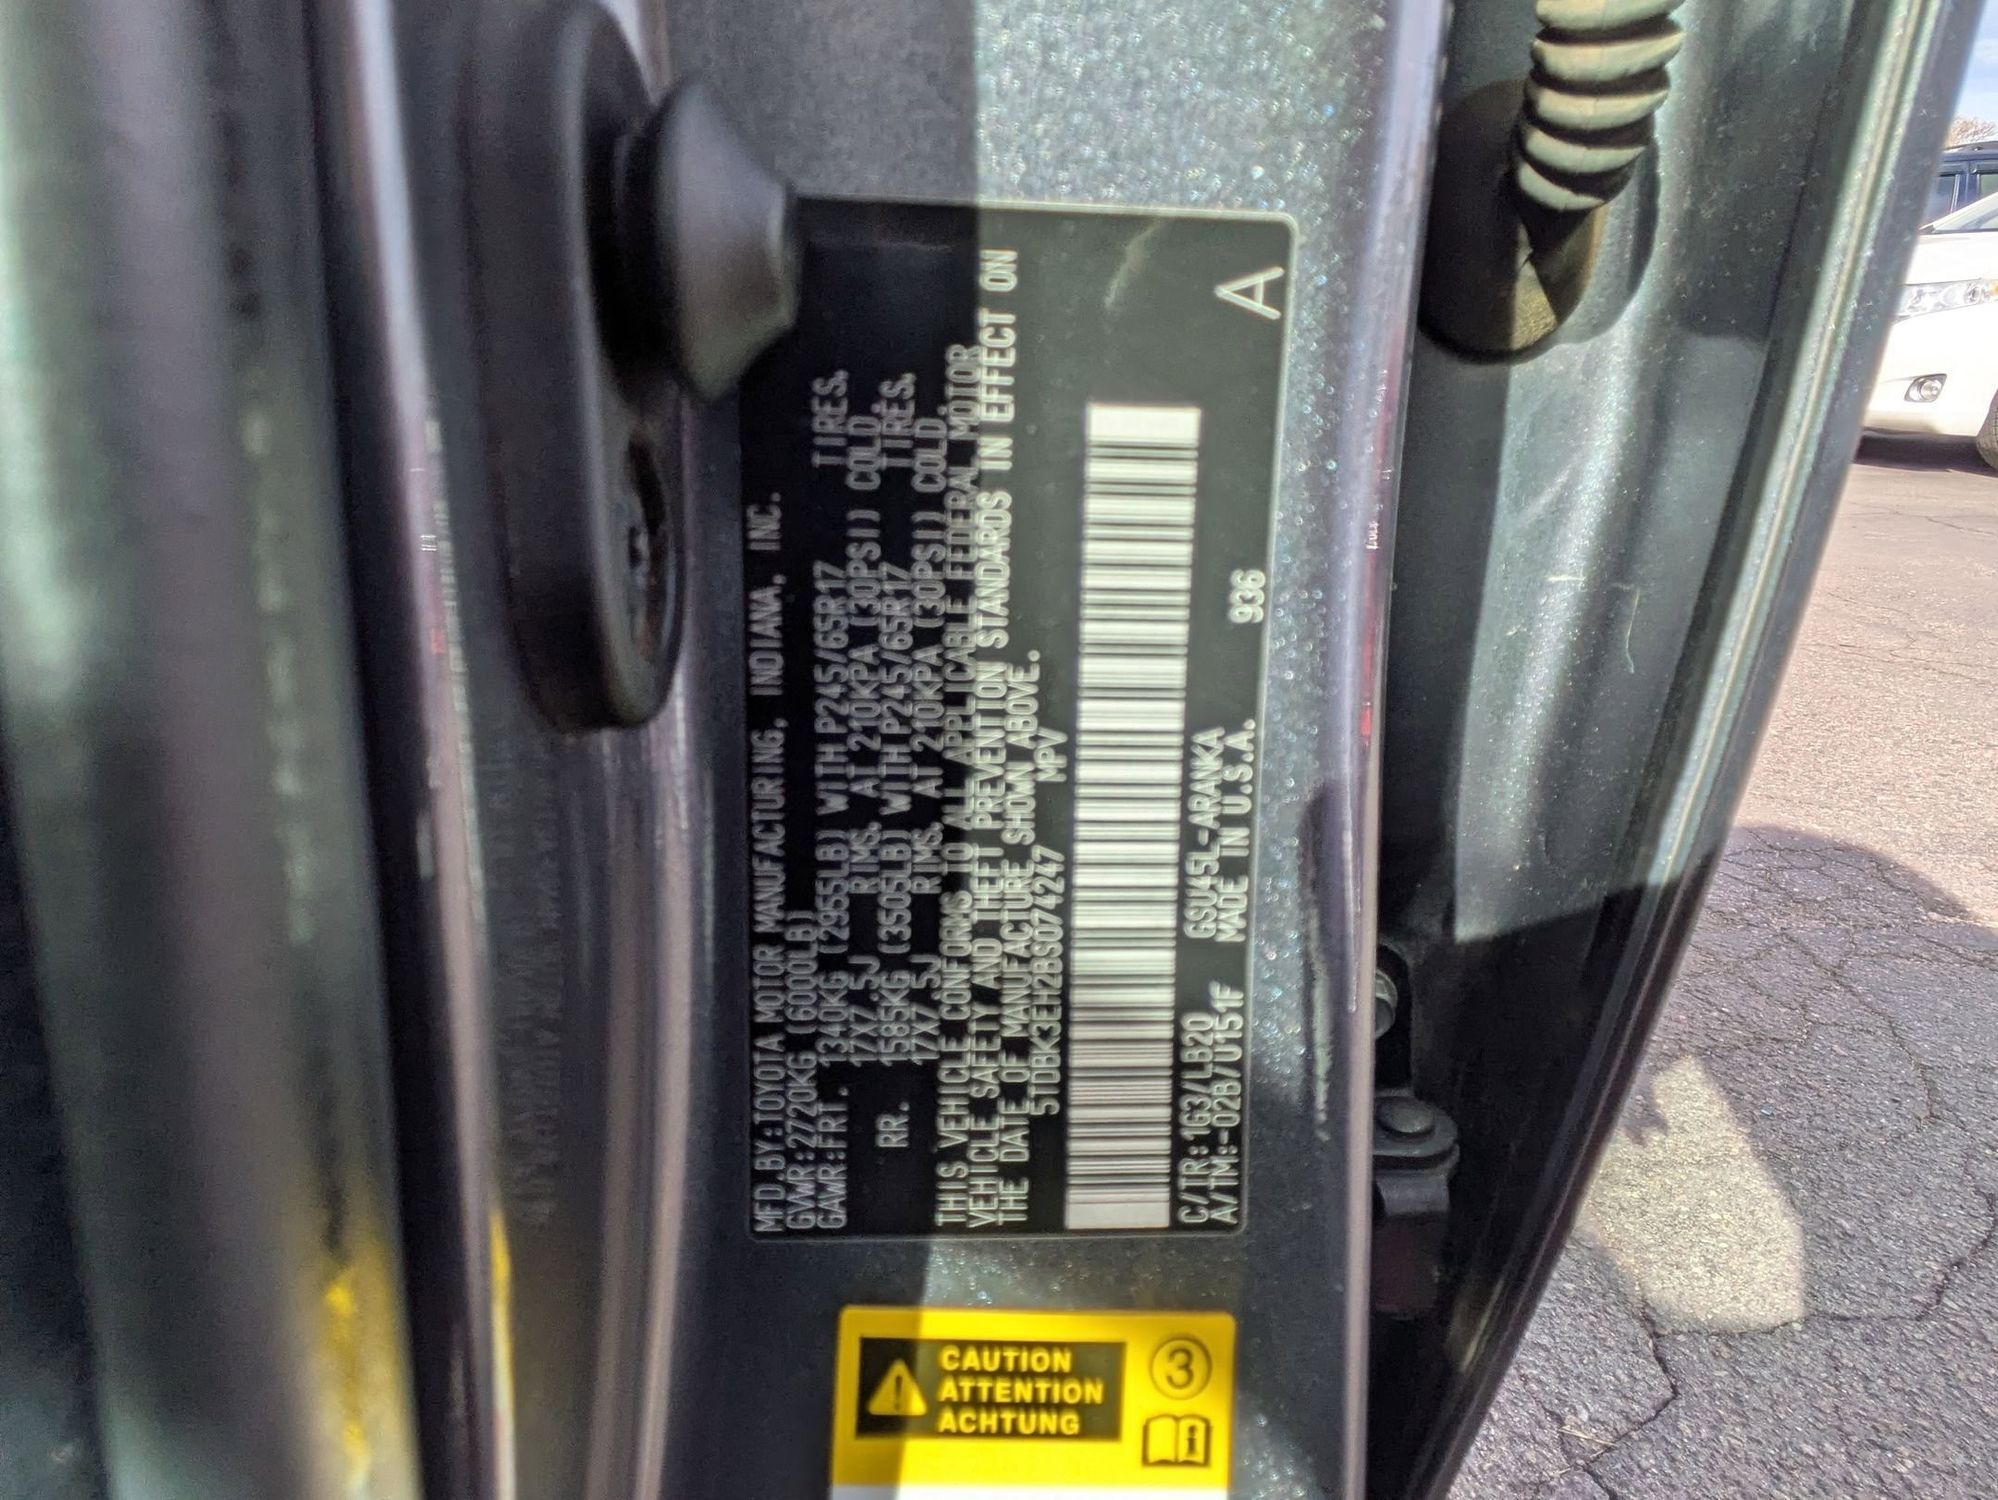 MFD.BY:TOYOTA MOTOR MANUFACTURING, INDIANA, INC.
GVWR:2720KG (6000LB)
GAWR:FRT. 1340KG (2955LB) WITH P245/65R17 TIRES.
17X7.5J RIMS. AT 210KPA (30PSI) COLD.
RR. 1585KG (3505LB) WITH P245/65R17 TIRES.
17X7.5J RIMS. AT 210KPA (30PSI) COLD.
THIS VEHICLE CONFORMS TO ALL APPLICABLE FEDERAL MOTOR
VEHICLE SAFETY AND THEFT PREVENTION STANDARDS IN EFFECT ON
THE DATE OF MANUFACTURE SHOWN ABOVE.
5TDBK3EH2BS074247 MPV
C/TR:1G3/LB20 GSU45L-ARANKA
A/TM:-02B/U151F MADE IN U.S.A. 936
A
CAUTION
ATTENTION
ACHTUNG
3
i